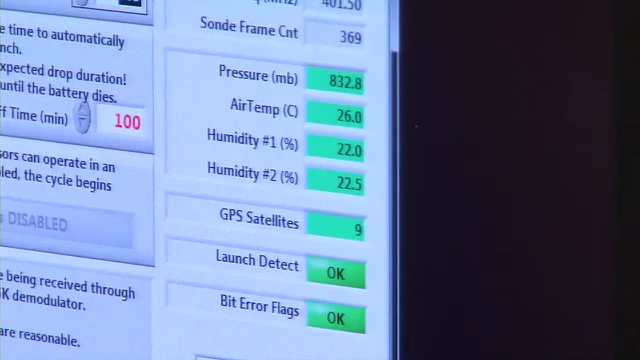 401.50
Sonde Frame Cnt 369
e time to automatically
nch.
xpected drop duration!
until the battery dies.
ff Time (min) 100
Pressure (mb) 832.8
AirTemp (C) 26.0
Humidity #1 (%) 22.0
Humidity #2 (%) 22.5
sors can operate in an
led, the cycle begins
s DISABLED
GPS Satellites 9
Launch Detect OK
Bit Error Flags OK
e being received through
K demodulator.
are reasonable.